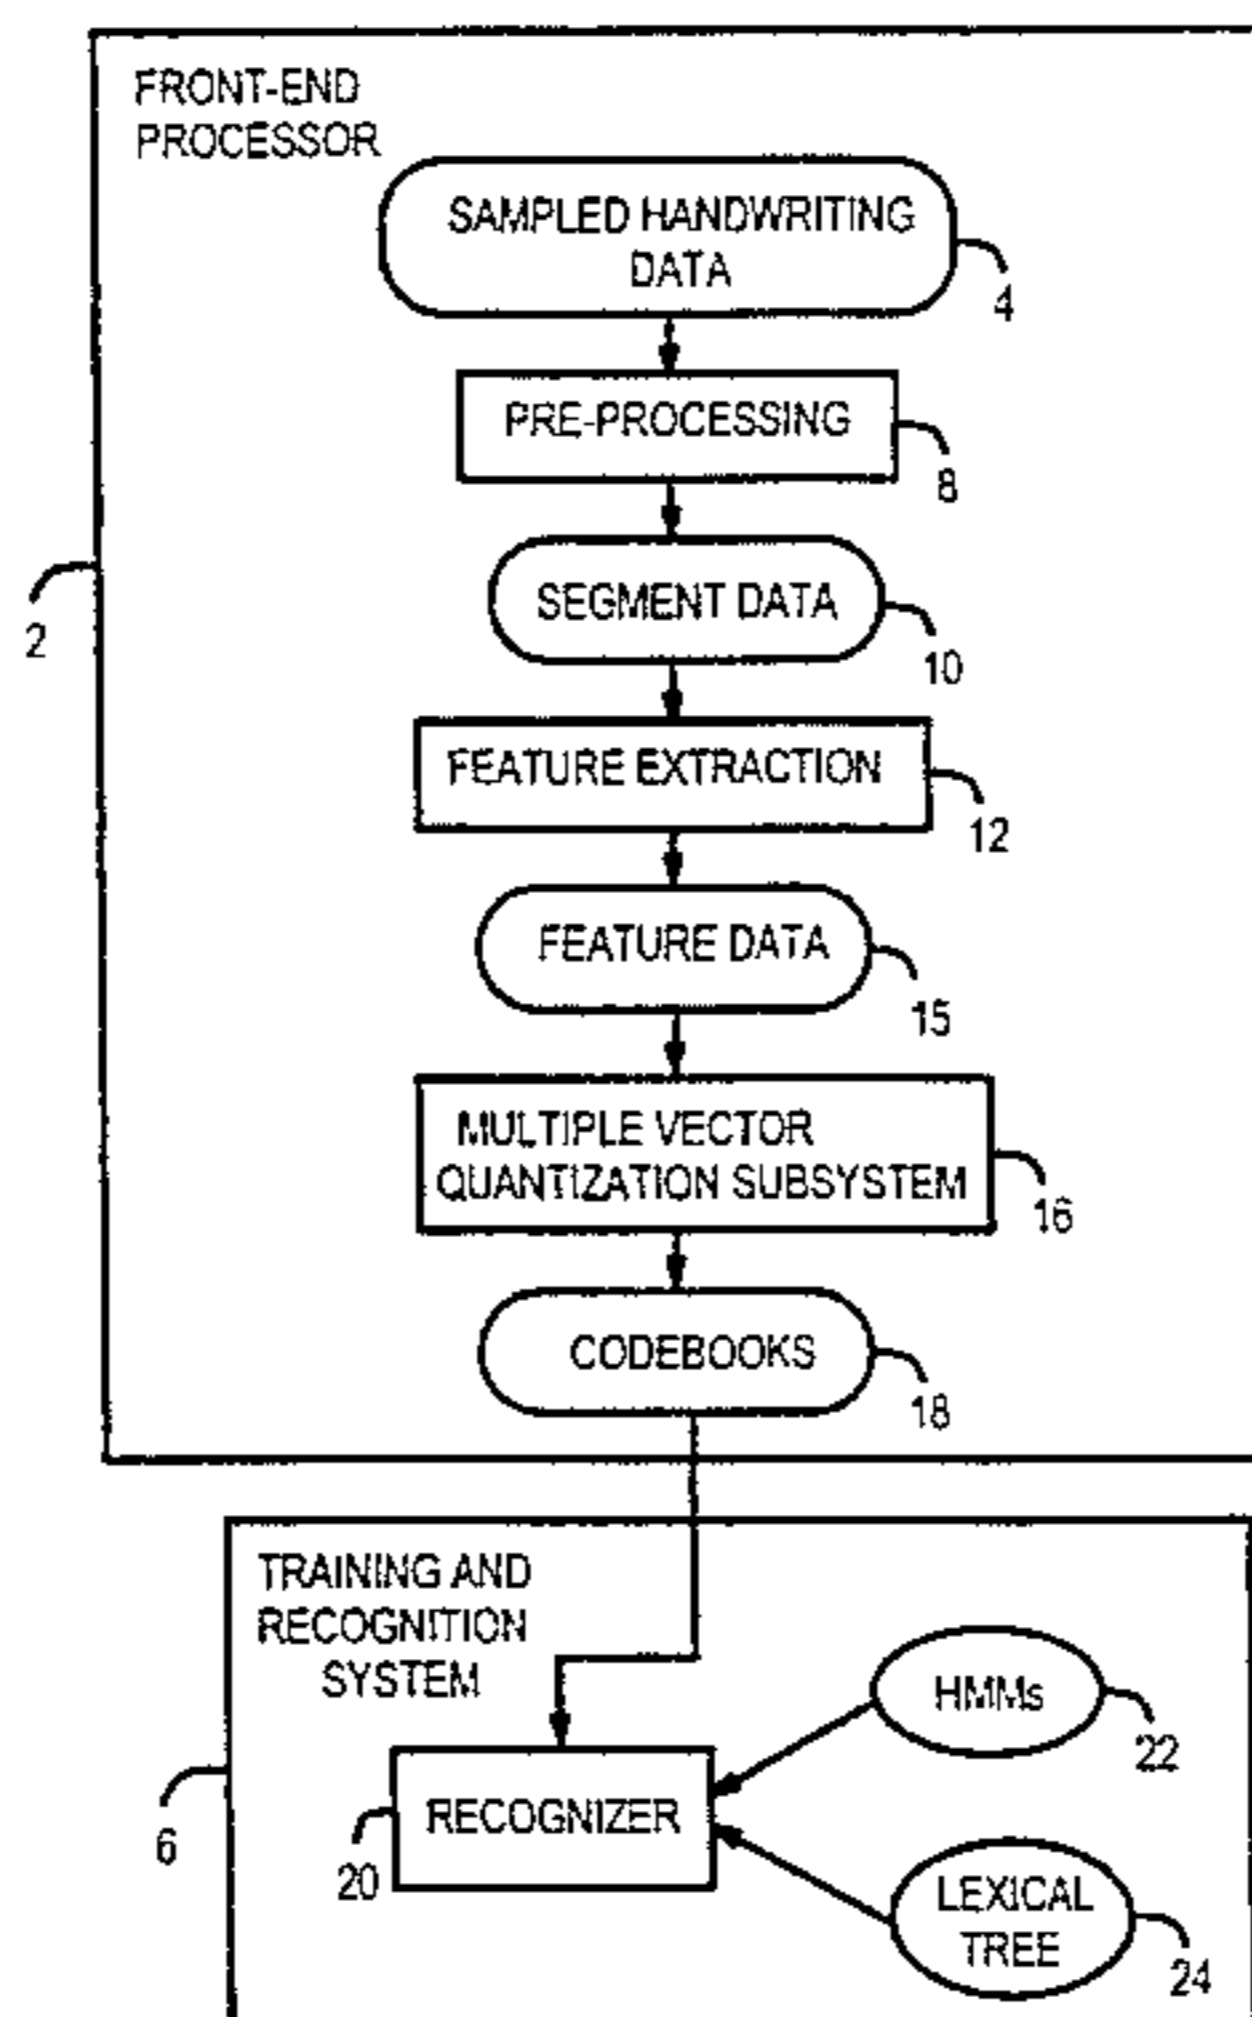 FRONT-END
PROCESSOR
SAMPLED HANDWRITING
DATA
4
PRE-PROCESSING
8
SEGMENT DATA
2
10
FEATURE EXTRACTION
12
FEATURE DATA
15
MULTIPLE VECTOR
QUANTIZATION SUBSYSTEM
16
CODEBOOKS
18
TRAINING AND
RECOGNITION
SYSTEM
HMMs
22
RECOGNIZER
6
20
LEXICAL
TREE
24